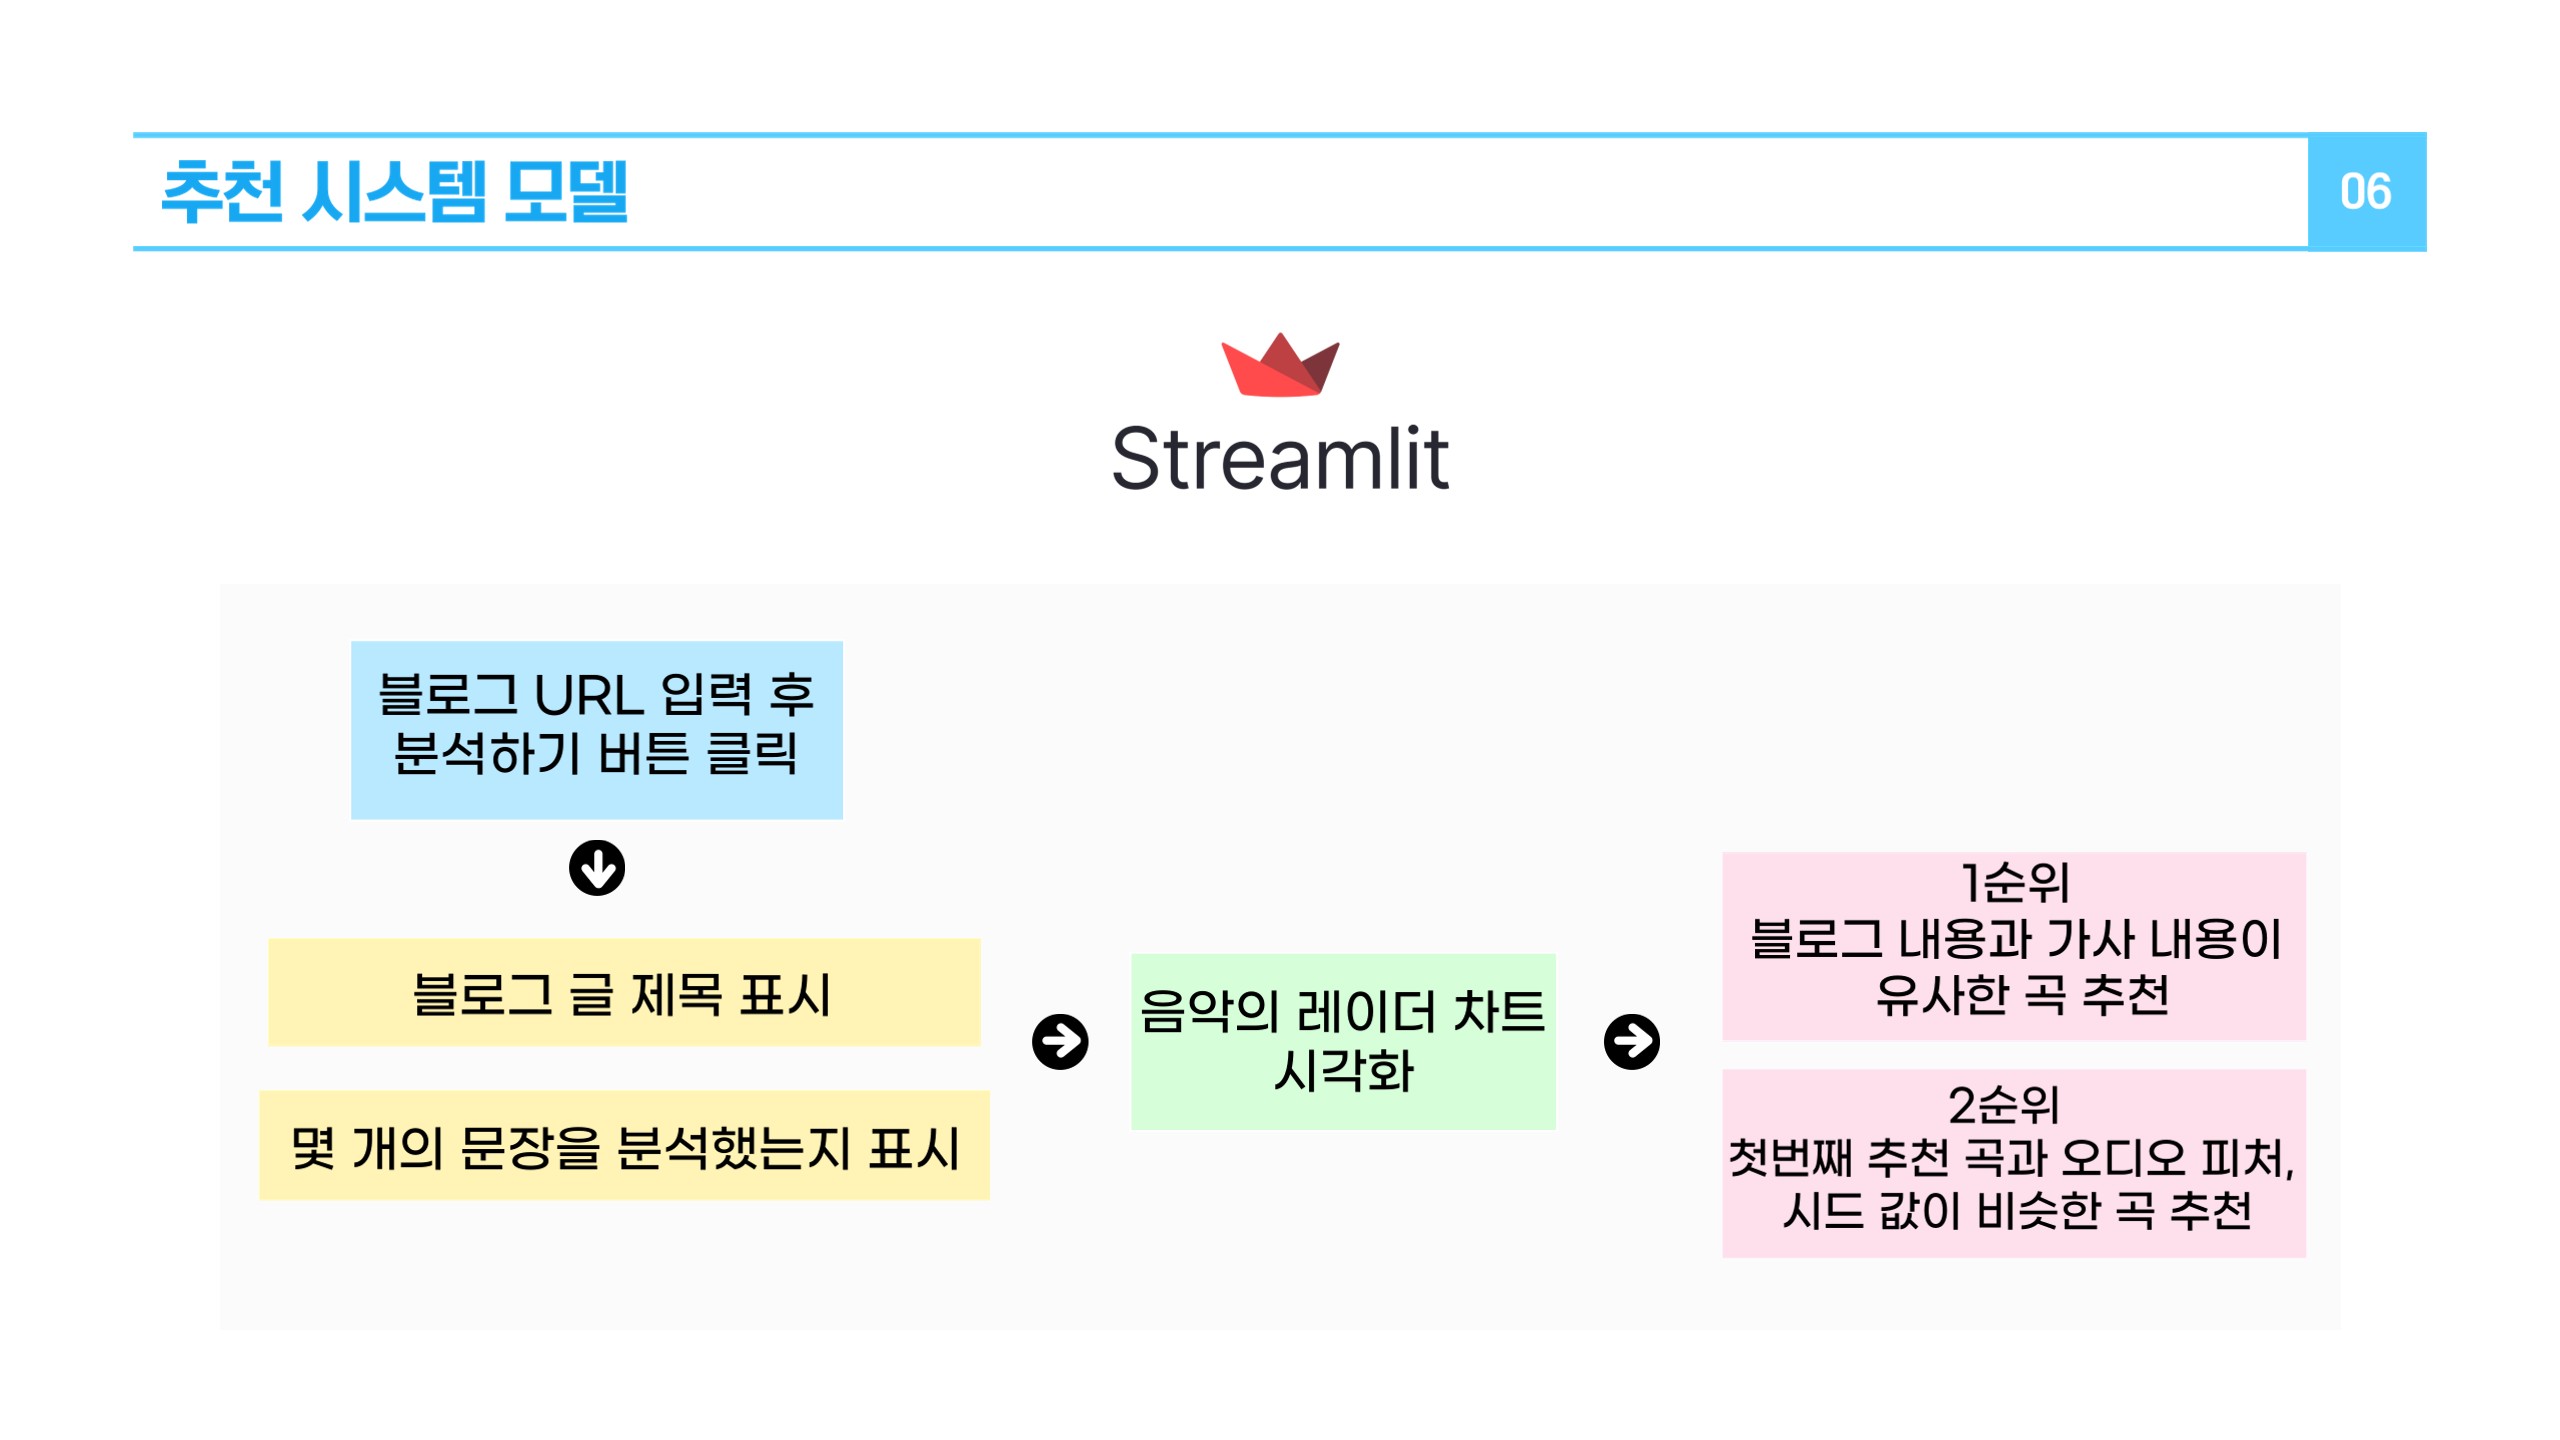 추천 시스템 모델
06
Streamlit
블로그 URL 입력 후
분석하기 버튼 클릭
블로그 글 제목 표시
몇 개의 문장을 분석했는지 표시
음악의 레이더 차트
시각화
1순위
블로그 내용과 가사 내용이
유사한 곡 추천
2순위
첫번째 추천 곡과 오디오 피처,
시드 값이 비슷한 곡 추천